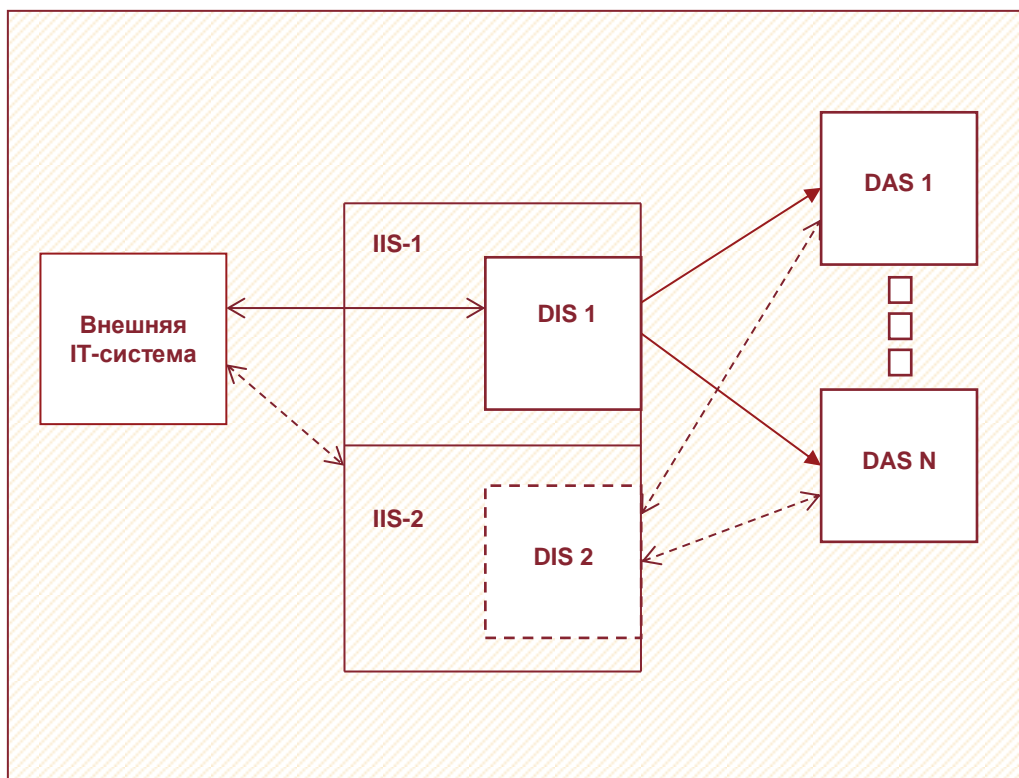 DAS 1
IIS-1
DIS 1
Внешняя
IT-система
DAS N
IIS-2
DIS 2